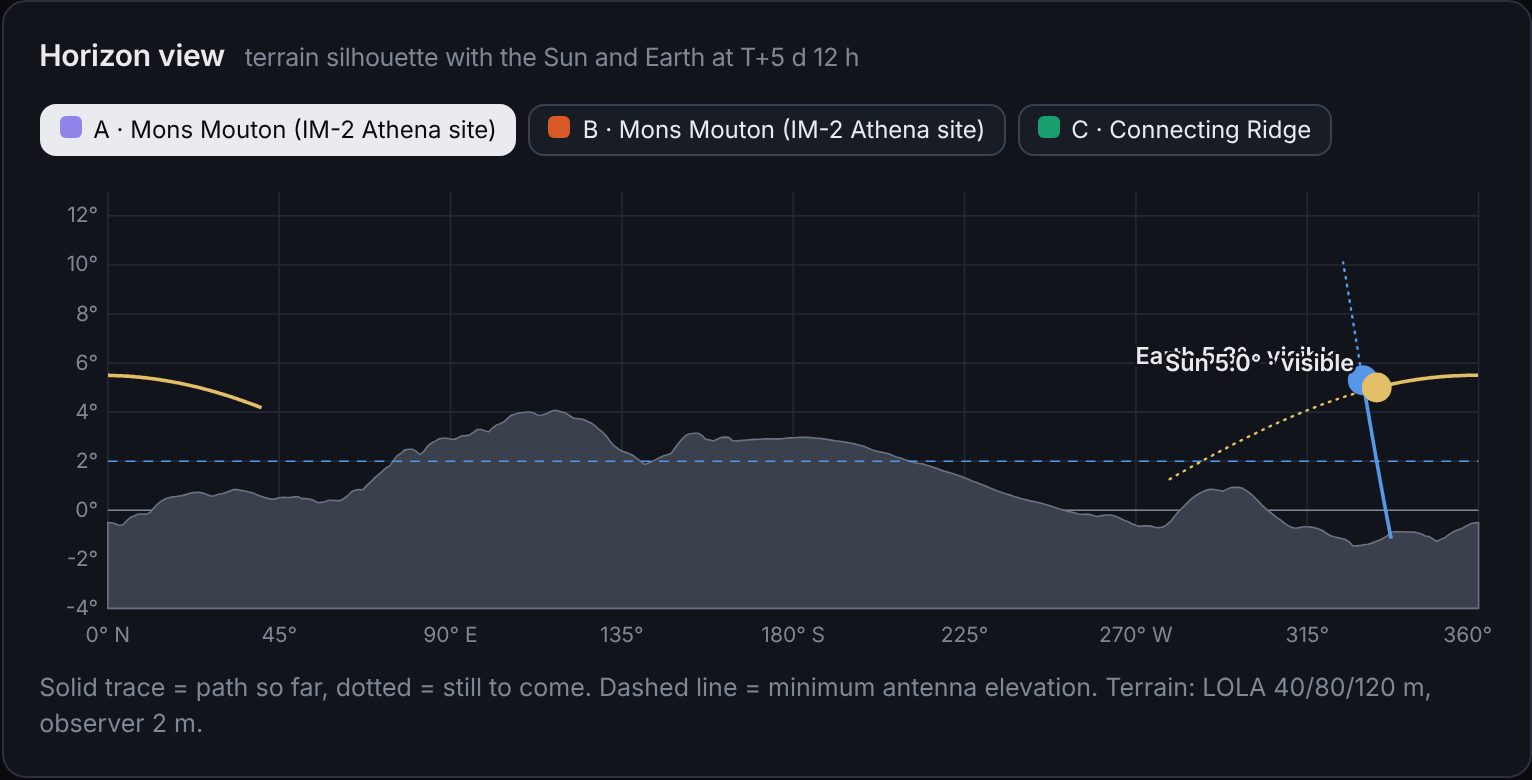 Horizon view terrain silhouette with the Sun and Earth at T+5 d 12 h
A · Mons Mouton (IM-2 Athena site) B · Mons Mouton (IM-2 Athena site) C · Connecting Ridge
12°
10°
8°
6°
4°
2°
0°
-2°
-4°
Sun 5.0° · visible
0° N 45° 90° E 135° 180° S 225° 270° W 315° 360°
Solid trace = path so far, dotted = still to come. Dashed line = minimum antenna elevation. Terrain: LOLA 40/80/120 m,
observer 2 m.